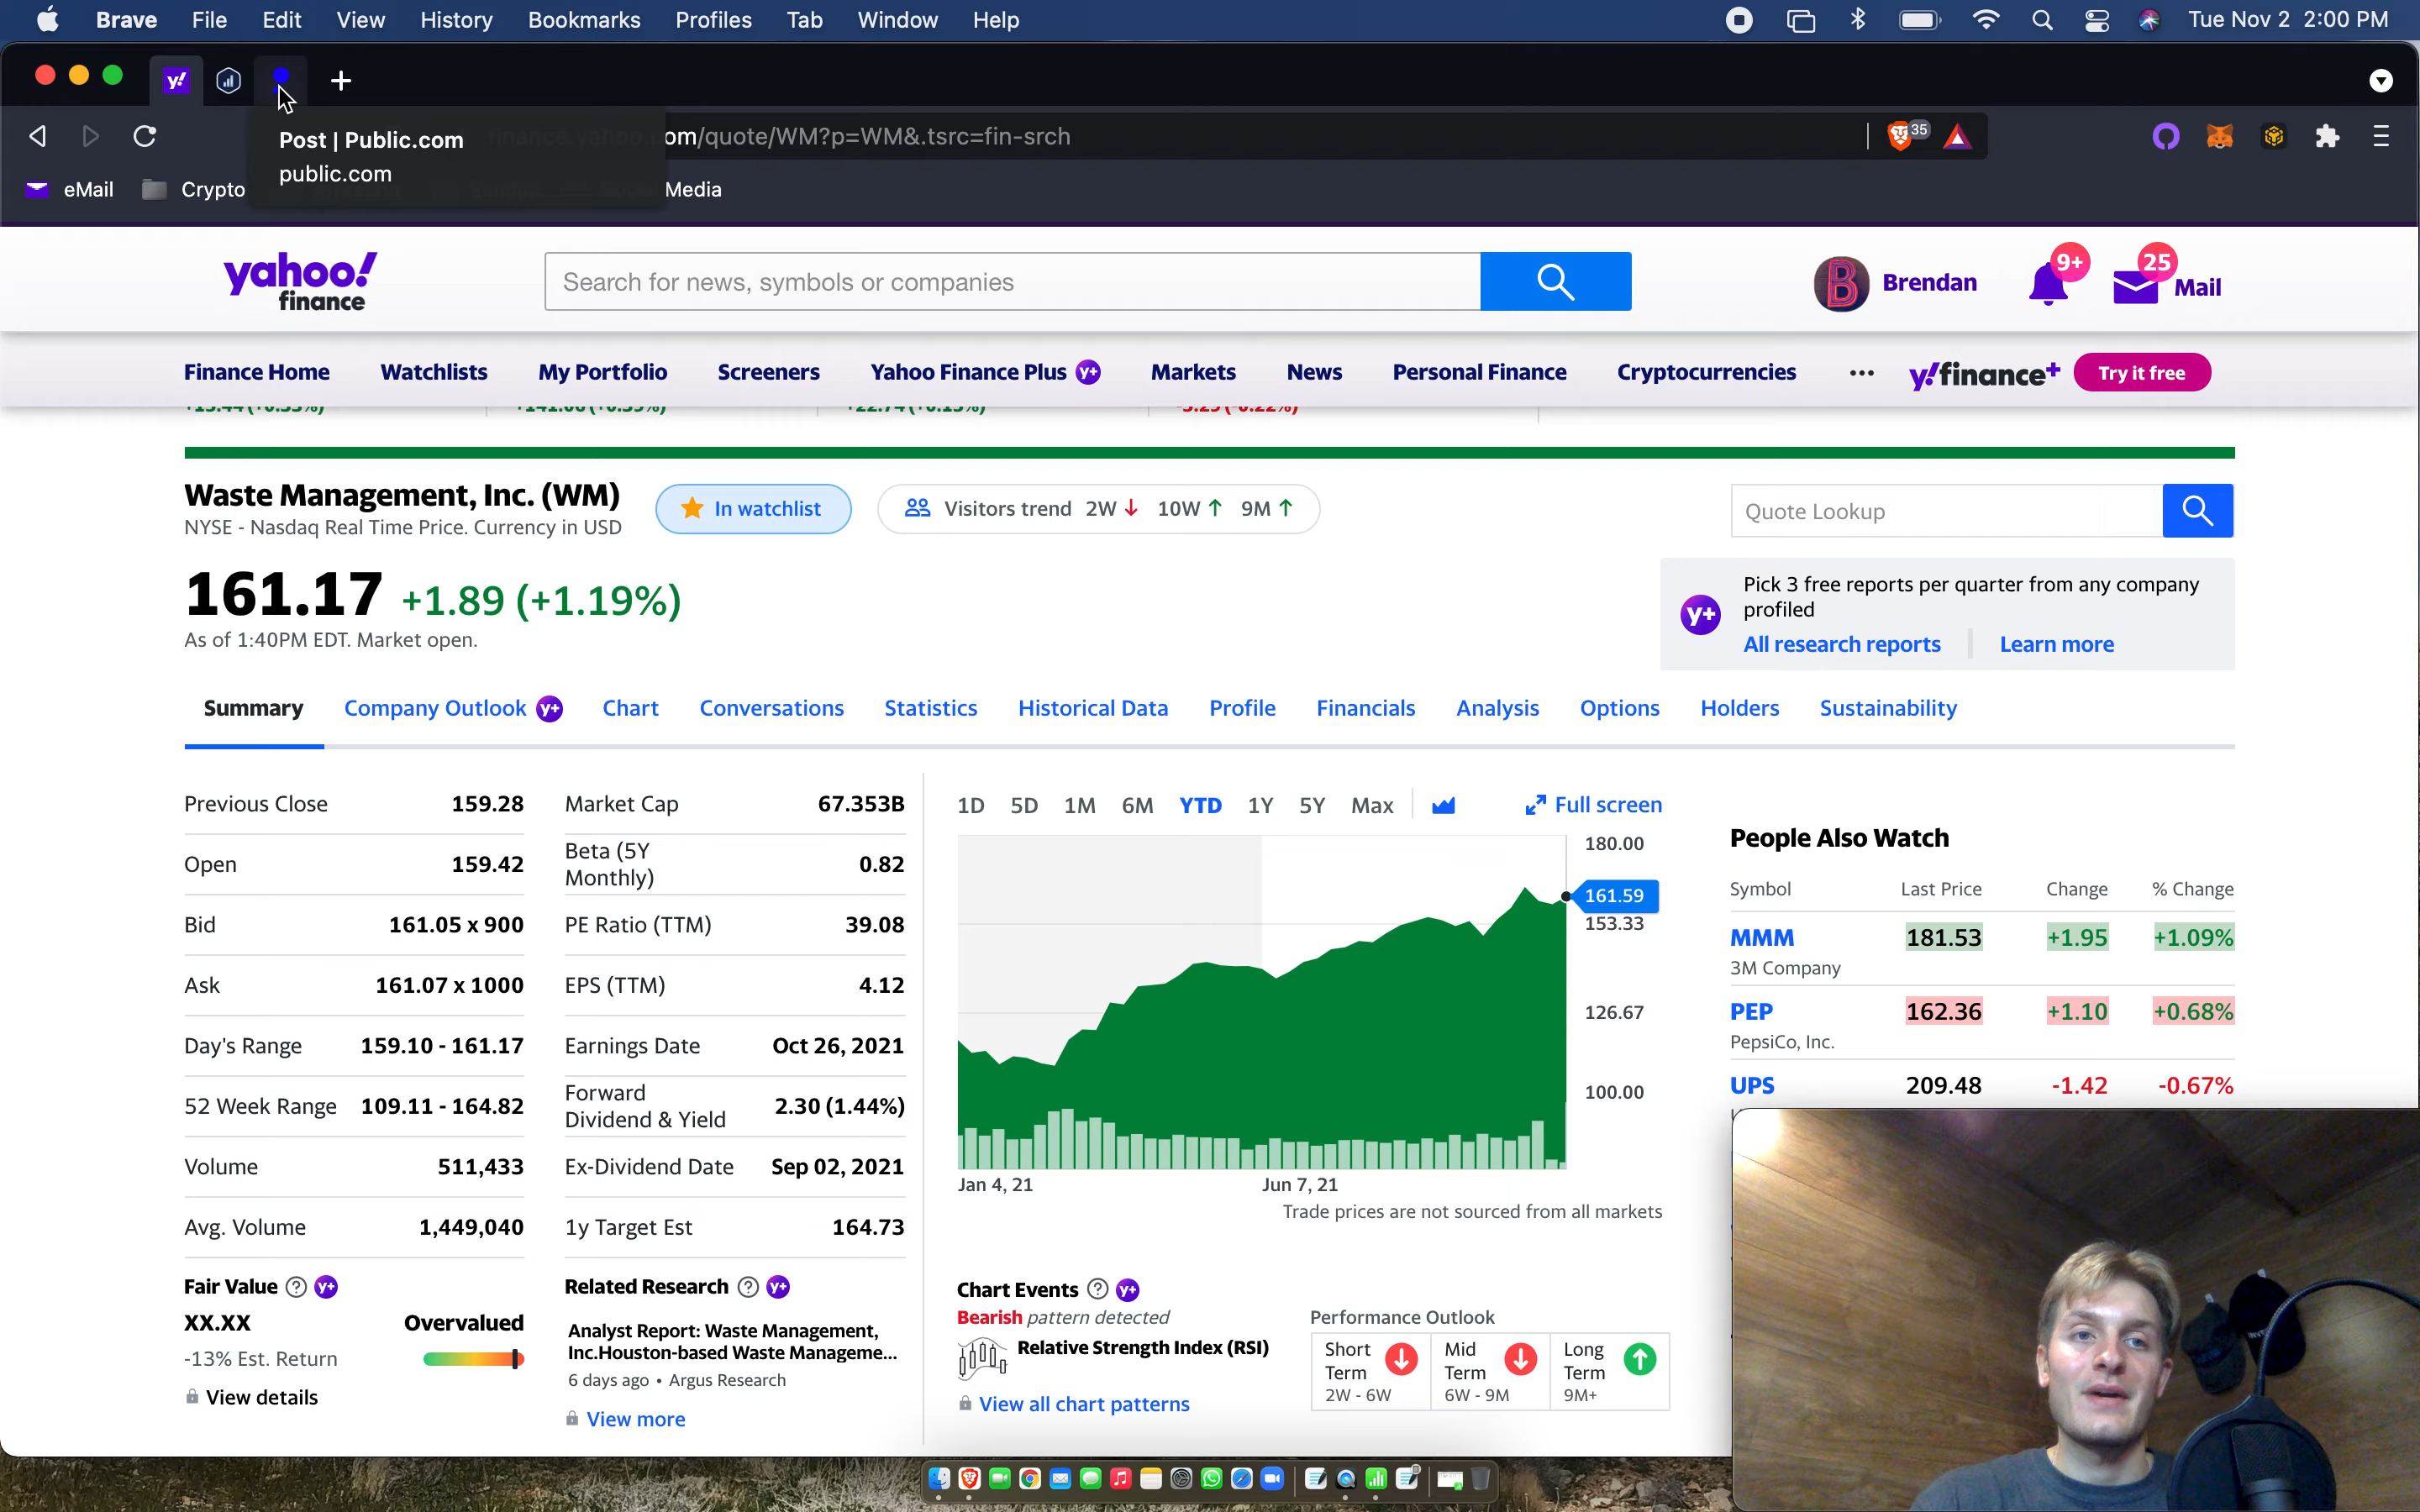 Brave File Edit View History Bookmarks Profiles Tab Window Help Tue Nov 2 2:00 PM
y!
Post | Public.com
public.com
finance.yahoo.com/quote/WM?p=WM&.tsrc=fin-srch
35
eMail Crypto Media
yahoo!
finance
Search for news, symbols or companies
B Brendan 9+ 25 Mail
Finance Home Watchlists My Portfolio Screeners Yahoo Finance Plus y+ Markets News Personal Finance Cryptocurrencies ... y!finance+ Try it free
Waste Management, Inc. (WM)
NYSE - Nasdaq Real Time Price. Currency in USD
In watchlist
Visitors trend 2W↓ 10W↑ 9M↑
Quote Lookup
161.17 +1.89 (+1.19%)
As of 1:40PM EDT. Market open.
y+
Pick 3 free reports per quarter from any company
profiled
All research reports Learn more
Summary Company Outlook y+ Chart Conversations Statistics Historical Data Profile Financials Analysis Options Holders Sustainability
Previous Close 159.28
Open 159.42
Bid 161.05 x 900
Ask 161.07 x 1000
Day's Range 159.10 - 161.17
52 Week Range 109.11 - 164.82
Volume 511,433
Avg. Volume 1,449,040
Market Cap 67.353B
Beta (5Y
Monthly) 0.82
PE Ratio (TTM) 39.08
EPS (TTM) 4.12
Earnings Date Oct 26, 2021
Forward
Dividend & Yield 2.30 (1.44%)
Ex-Dividend Date Sep 02, 2021
1y Target Est 164.73
1D 5D 1M 6M YTD 1Y 5Y Max Full screen
180.00
161.59
153.33
126.67
100.00
Jan 4, 21 Jun 7, 21
Trade prices are not sourced from all markets
People Also Watch
Symbol Last Price Change % Change
MMM 181.53 +1.95 +1.09%
3M Company
PEP 162.36 +1.10 +0.68%
PepsiCo, Inc.
UPS 209.48 -1.42 -0.67%
Fair Value ? y+
XX.XX Overvalued
-13% Est. Return
View details
Related Research ? y+
Analyst Report: Waste Management,
Inc.Houston-based Waste Manageme...
6 days ago • Argus Research
View more
Chart Events ? y+
Bearish pattern detected
Relative Strength Index (RSI)
View all chart patterns
Performance Outlook
Short
Term
2W - 6W
Mid
Term
6W - 9M
Long
Term
9M+